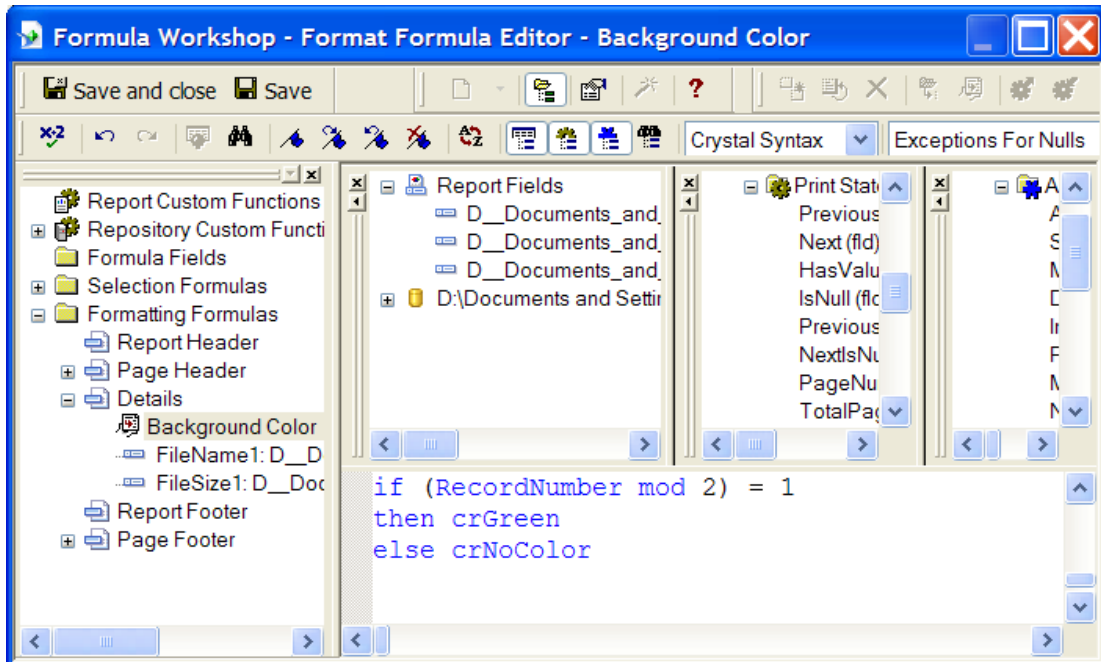 Formula Workshop - Format Formula Editor - Background Color
Save and close Save
Crystal Syntax Exceptions For Nulls
Report Custom Functions
Repository Custom Functi
Formula Fields
Selection Formulas
Formatting Formulas
Report Header
Page Header
Details
Background Color
FileName1: D__D
FileSize1: D__Doc
Report Footer
Page Footer
Report Fields
D__Documents_and_
D__Documents_and_
D__Documents_and_
D:\Documents and Settin
Print State
Previous
Next (fld)
HasValu
IsNull (flo
Previous
NextIsNu
PageNu
TotalPag
if (RecordNumber mod 2) = 1
then crGreen
else crNoColor